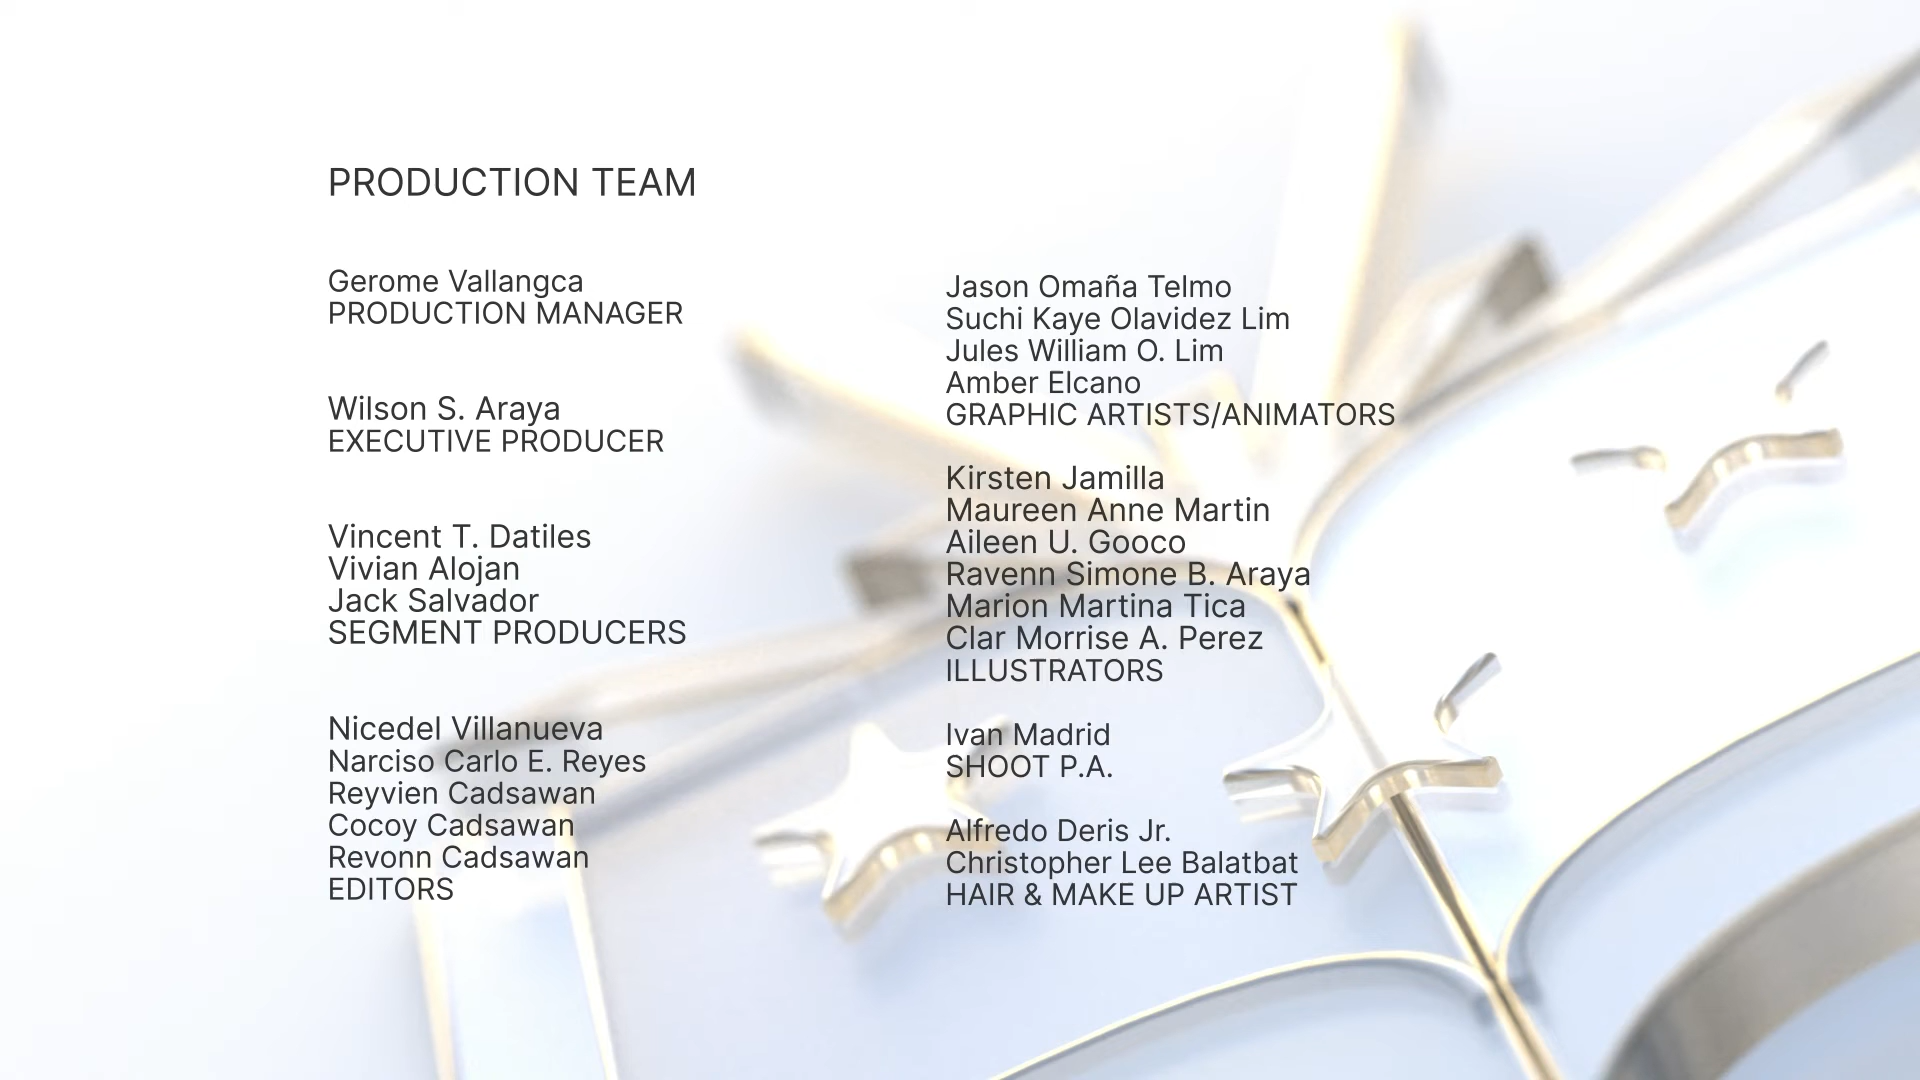 PRODUCTION TEAM
Gerome Vallangca
PRODUCTION MANAGER
Wilson S. Araya
EXECUTIVE PRODUCER
Vincent T. Datiles
Vivian Alojan
Jack Salvador
SEGMENT PRODUCERS
Nicedel Villanueva
Narciso Carlo E. Reyes
Reyvien Cadsawan
Cocoy Cadsawan
Revonn Cadsawan
EDITORS
Jason Omaña Telmo
Suchi Kaye Olavidez Lim
Jules William O. Lim
Amber Elcano
GRAPHIC ARTISTS/ANIMATORS
Kirsten Jamilla
Maureen Anne Martin
Aileen U. Gooco
Ravenn Simone B. Araya
Marion Martina Tica
Clar Morrise A. Perez
ILLUSTRATORS
Ivan Madrid
SHOOT P.A.
Alfredo Deris Jr.
Christopher Lee Balatbat
HAIR & MAKE UP ARTIST